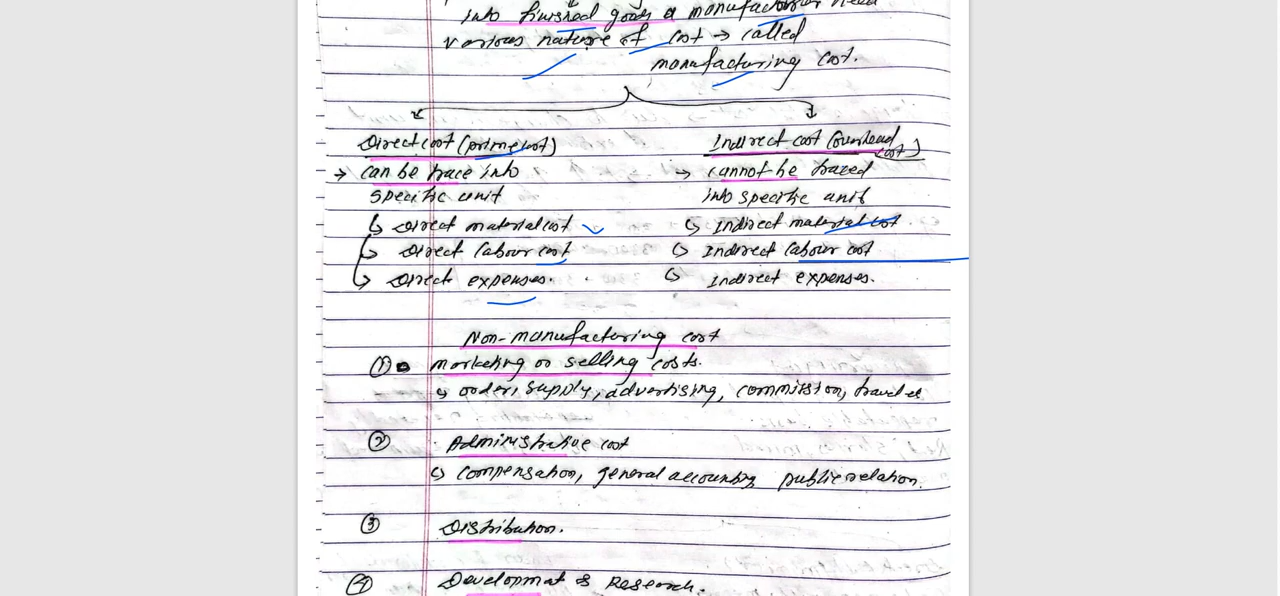 into finished goods a manufacturer need
various nature of cost → called
manufacturing cost.
Direct cost (prime cost)
→ can be trace into
specific unit
↳ Direct material cost
↳ Direct labour cost
↳ Direct expenses.
Indirect cost (overhead
cost)
→ cannot be traced
into specific unit
↳ Indirect material cost
↳ Indirect labour cost
↳ Indirect expenses.
Non-manufacturing cost
① marketing or selling costs.
↳ order, supply, advertising, commission,
② Administrative cost
↳ compensation, general accounting publicrelation.
③ Distribution.
④ Developmat & Research.